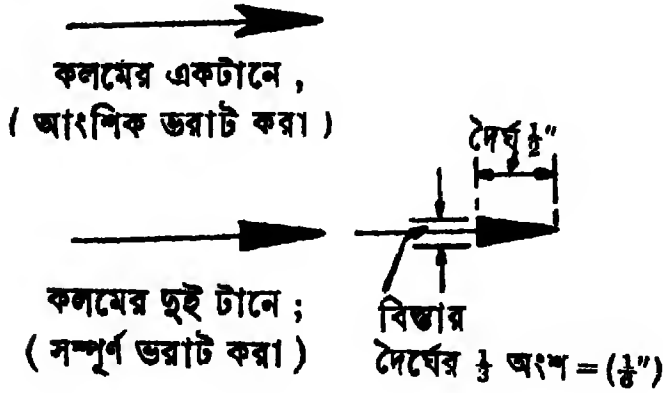 কলমের একটানে,
( আংশিক ভরাট করা )
দৈর্ঘ ½"
কলমের দুই টানে;
( সম্পূর্ণ ভরাট করা )
বিস্তার
দৈর্ঘের ⅓ অংশ = (⅙")